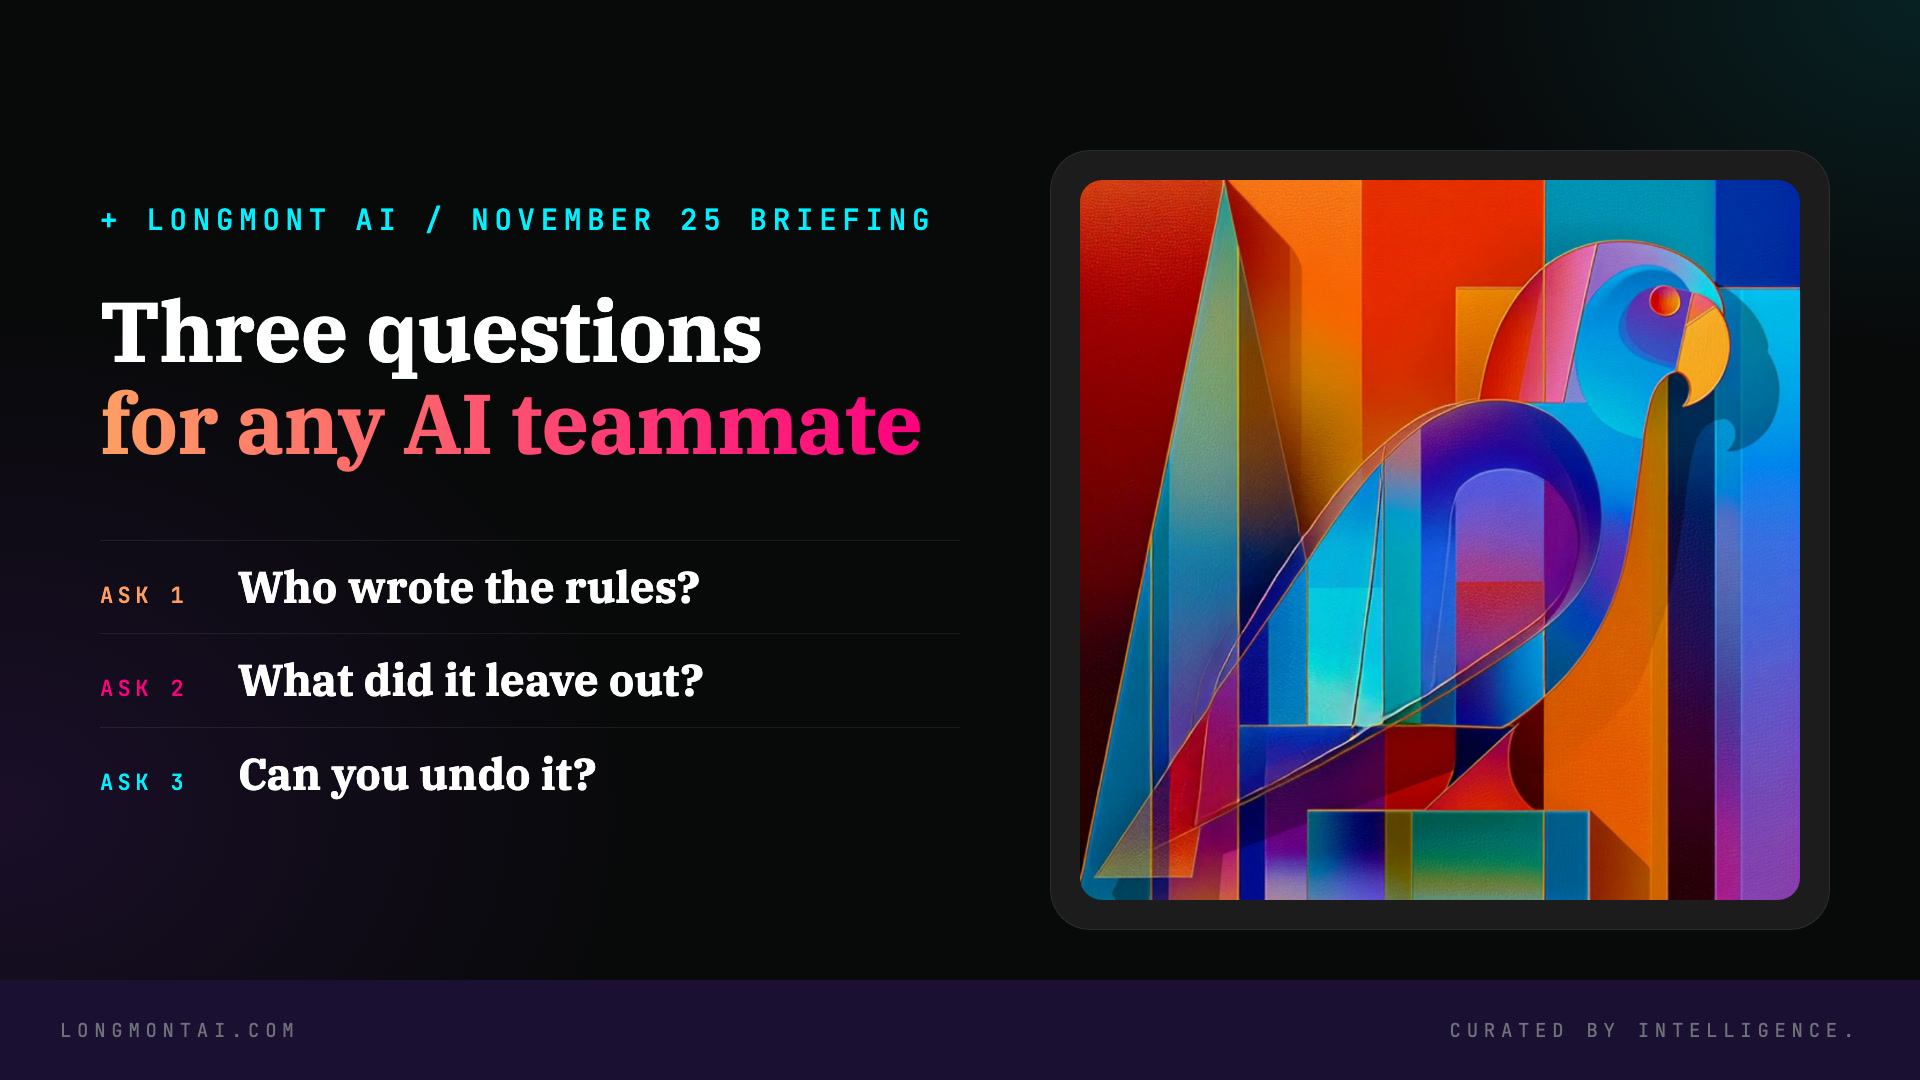 + LONGMONT AI / NOVEMBER 25 BRIEFING
Three questions
for any AI teammate
ASK 1 Who wrote the rules?
ASK 2 What did it leave out?
ASK 3 Can you undo it?
LONGMONTAI.COM
CURATED BY INTELLIGENCE.